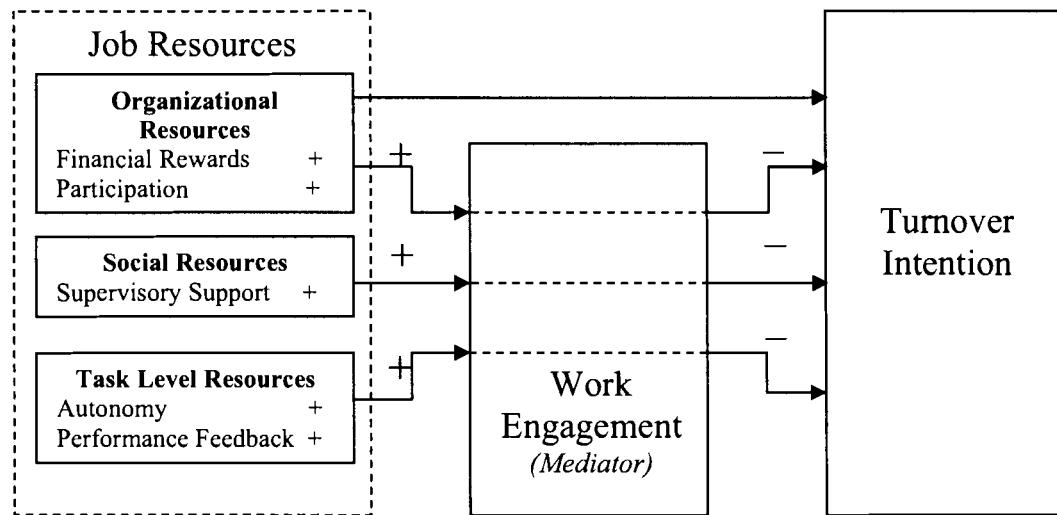 Job Resources
Organizational
Resources
Financial Rewards +
Participation +
Social Resources
Supervisory Support +
Task Level Resources
Autonomy +
Performance Feedback +
+
+
+
Work
Engagement
(Mediator)
−
−
−
Turnover
Intention